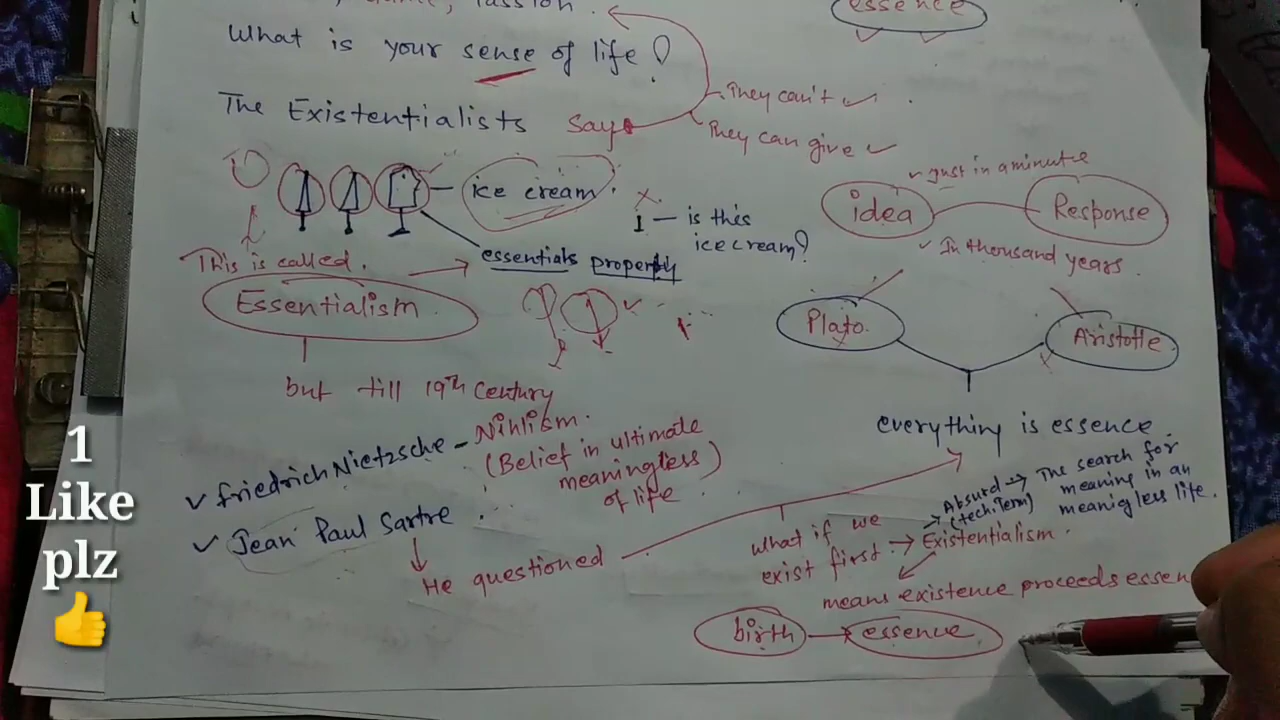 Passion.
essence
What is your sense of life?
They can't
The Existentialists say
They can give
just in a minute
ice cream.
I - is this
ice cream?
idea
Response
In thousand years.
This is called.
essentials property
Essentialism
Plato.
Aristotle
but till 19th Century
Friedrich Nietzsche - Nihlism.
(Belief in ultimate
meaningless
of life)
everything is essence.
Absurd → The search for
(tech. Term) meaning in an
meanigless life.
Jean Paul Sartre
He questioned
what if we
exist first → Existentialism.
means existence proceeds essen
birth → essence
1
Like
plz
👍